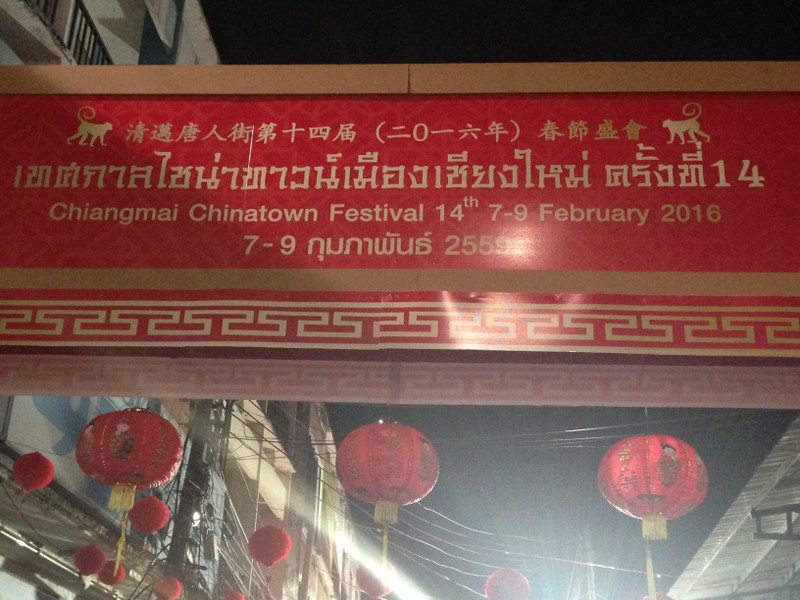 清邁唐人街第十四届（二〇一六年）春節盛會
เทศกาลไชน่าทาวน์เมืองเชียงใหม่ ครั้งที่14
Chiangmai Chinatown Festival 14th 7-9 February 2016
7-9 กุมภาพันธ์ 2559